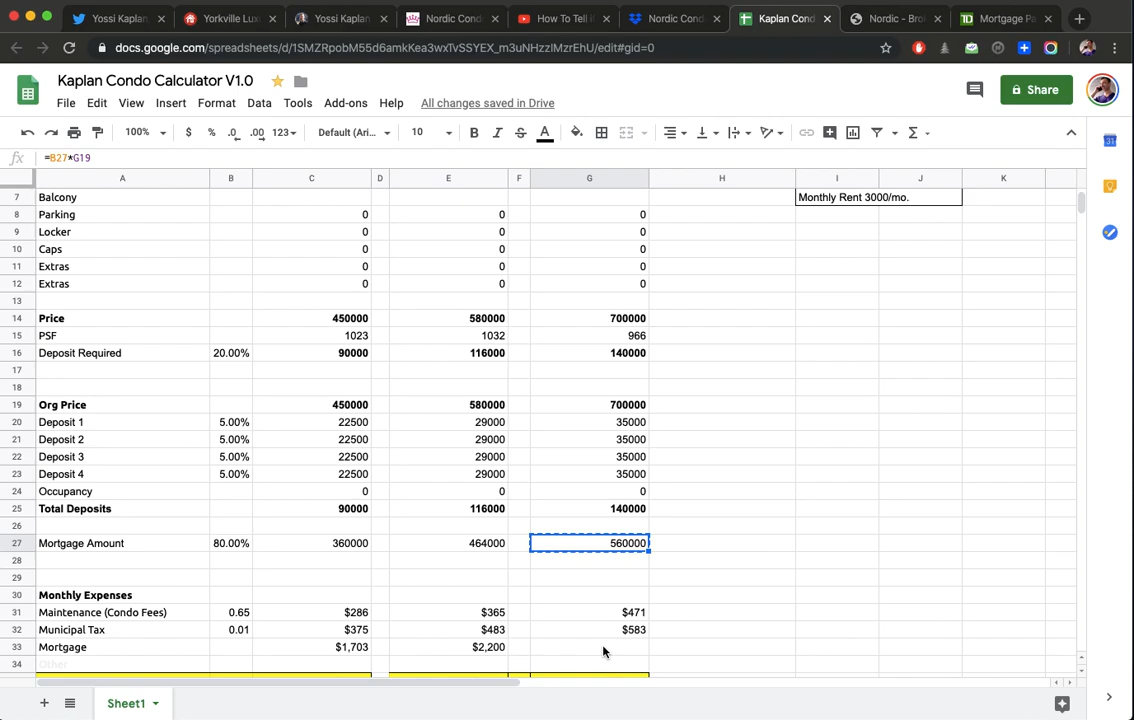 Yossi Kaplan
Yorkville Lux
Yossi Kaplan
Nordic Con
How To Tell i
Nordic Con
Kaplan Cond
Nordic - Bro
TD
Mortgage Pa
docs.google.com/spreadsheets/d/1SMZRpobM55d6amkKea3wxTvSSYEX_m3uNHzzIMzrEhU/edit#gid=0
Kaplan Condo Calculator V1.0
File Edit View Insert Format Data Tools Add-ons Help All changes saved in Drive
Share
100% $ % .0 .00 123 Default (Ari... 10 B I S A Σ
fx =B27*G19
A B C D E F G H I J K
7 Balcony Monthly Rent 3000/mo.
8 Parking 0 0 0
9 Locker 0 0 0
10 Caps 0 0 0
11 Extras 0 0 0
12 Extras 0 0 0
13
14 Price 450000 580000 700000
15 PSF 1023 1032 966
16 Deposit Required 20.00% 90000 116000 140000
17
18
19 Org Price 450000 580000 700000
20 Deposit 1 5.00% 22500 29000 35000
21 Deposit 2 5.00% 22500 29000 35000
22 Deposit 3 5.00% 22500 29000 35000
23 Deposit 4 5.00% 22500 29000 35000
24 Occupancy 0 0 0
25 Total Deposits 90000 116000 140000
26
27 Mortgage Amount 80.00% 360000 464000 560000
28
29
30 Monthly Expenses
31 Maintenance (Condo Fees) 0.65 $286 $365 $471
32 Municipal Tax 0.01 $375 $483 $583
33 Mortgage $1,703 $2,200
34 Other
Sheet1
31